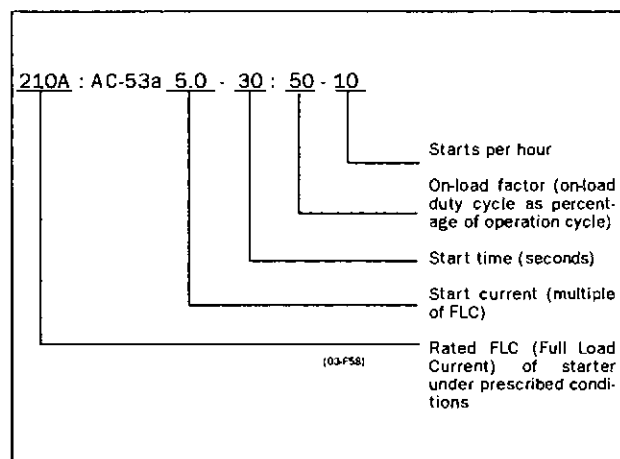 210A : AC-53a 5.0 - 30 : 50 - 10
Starts per hour
On-load factor (on-load
duty cycle as percent-
age of operation cycle)
Start time (seconds)
Start current (multiple
of FLC)
Rated FLC (Full Load
Current) of starter
under prescribed condi-
tions
(03-F58)